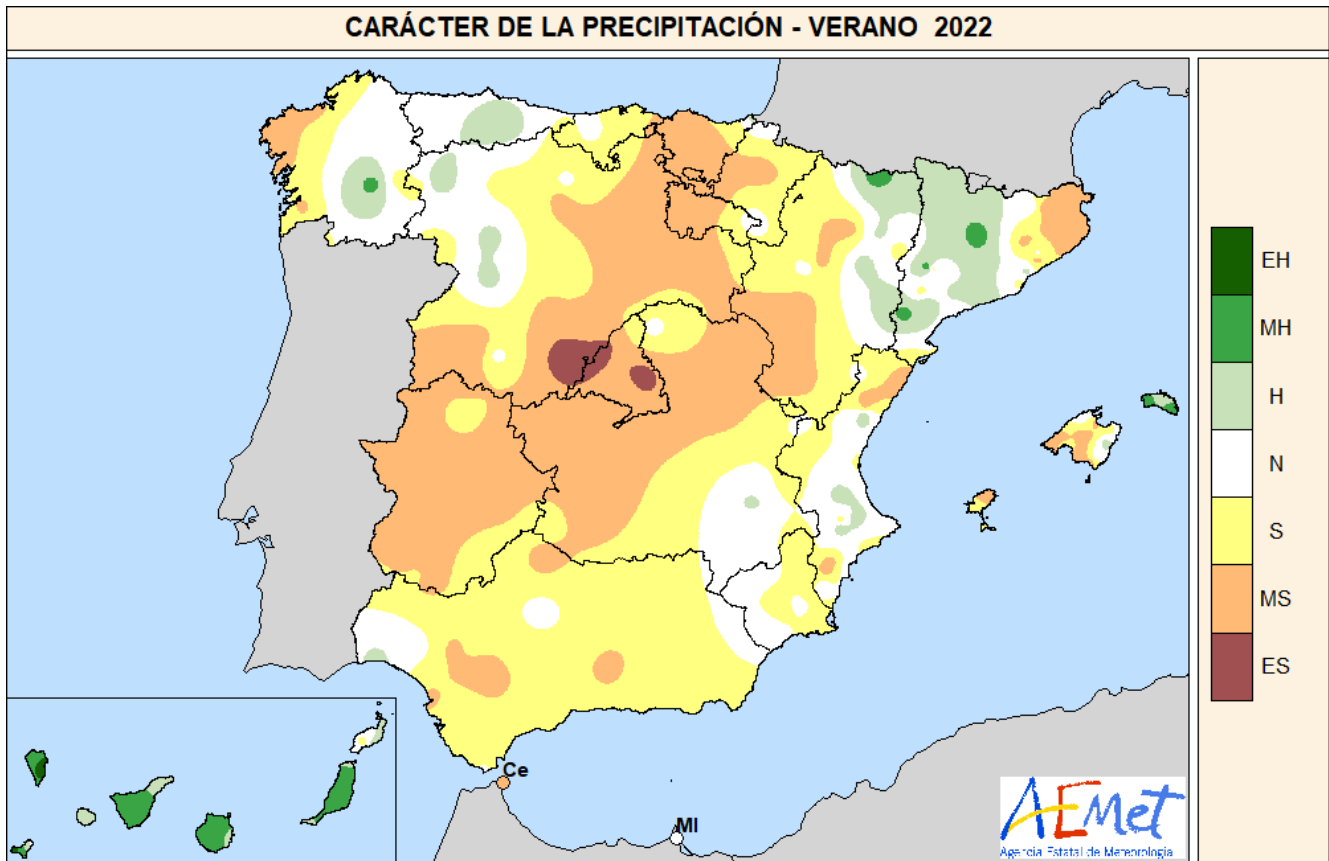 CARÁCTER DE LA PRECIPITACIÓN - VERANO 2022
EH
MH
H
N
S
MS
ES
Ce
Ml
AEMet
Agencia Estatal de Meteorología